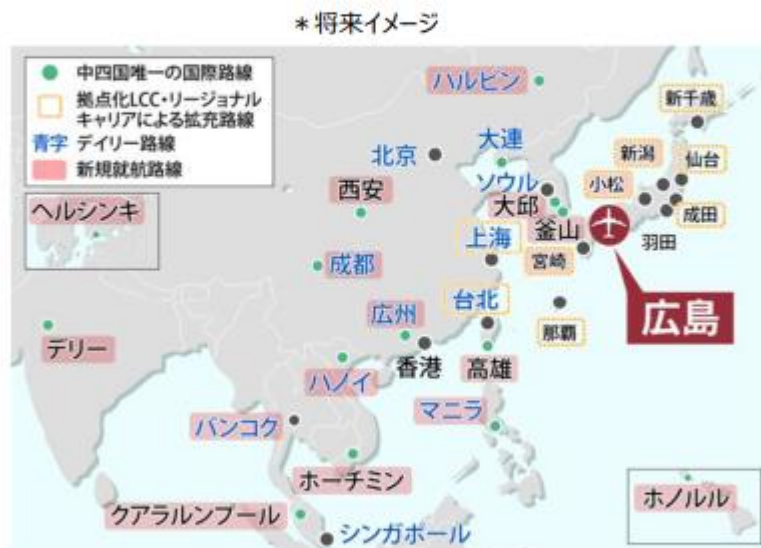 *将来イメージ
中四国唯一の国際路線
拠点化LCC・リージョナル
キャリアによる拡充路線
青字 デイリー路線
新規就航路線
ハルビン
新千歳
北京
大連
新潟
仙台
ソウル
小松
西安
大邱
成田
ヘルシンキ
釜山
羽田
上海
宮崎
成都
広島
台北
広州
那覇
デリー
香港
高雄
ハノイ
マニラ
バンコク
ホーチミン
ホノルル
クアラルンプール
シンガポール